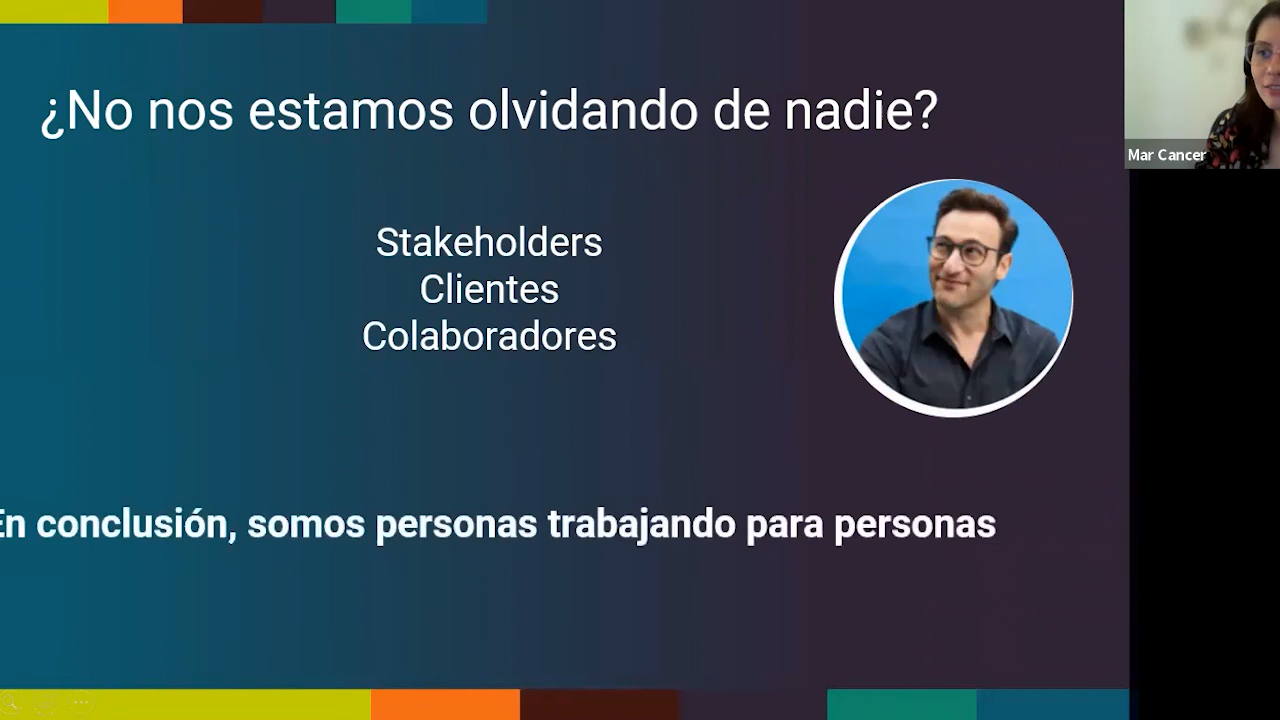 ¿No nos estamos olvidando de nadie?
Mar Cancer
Stakeholders
Clientes
Colaboradores
En conclusión, somos personas trabajando para personas